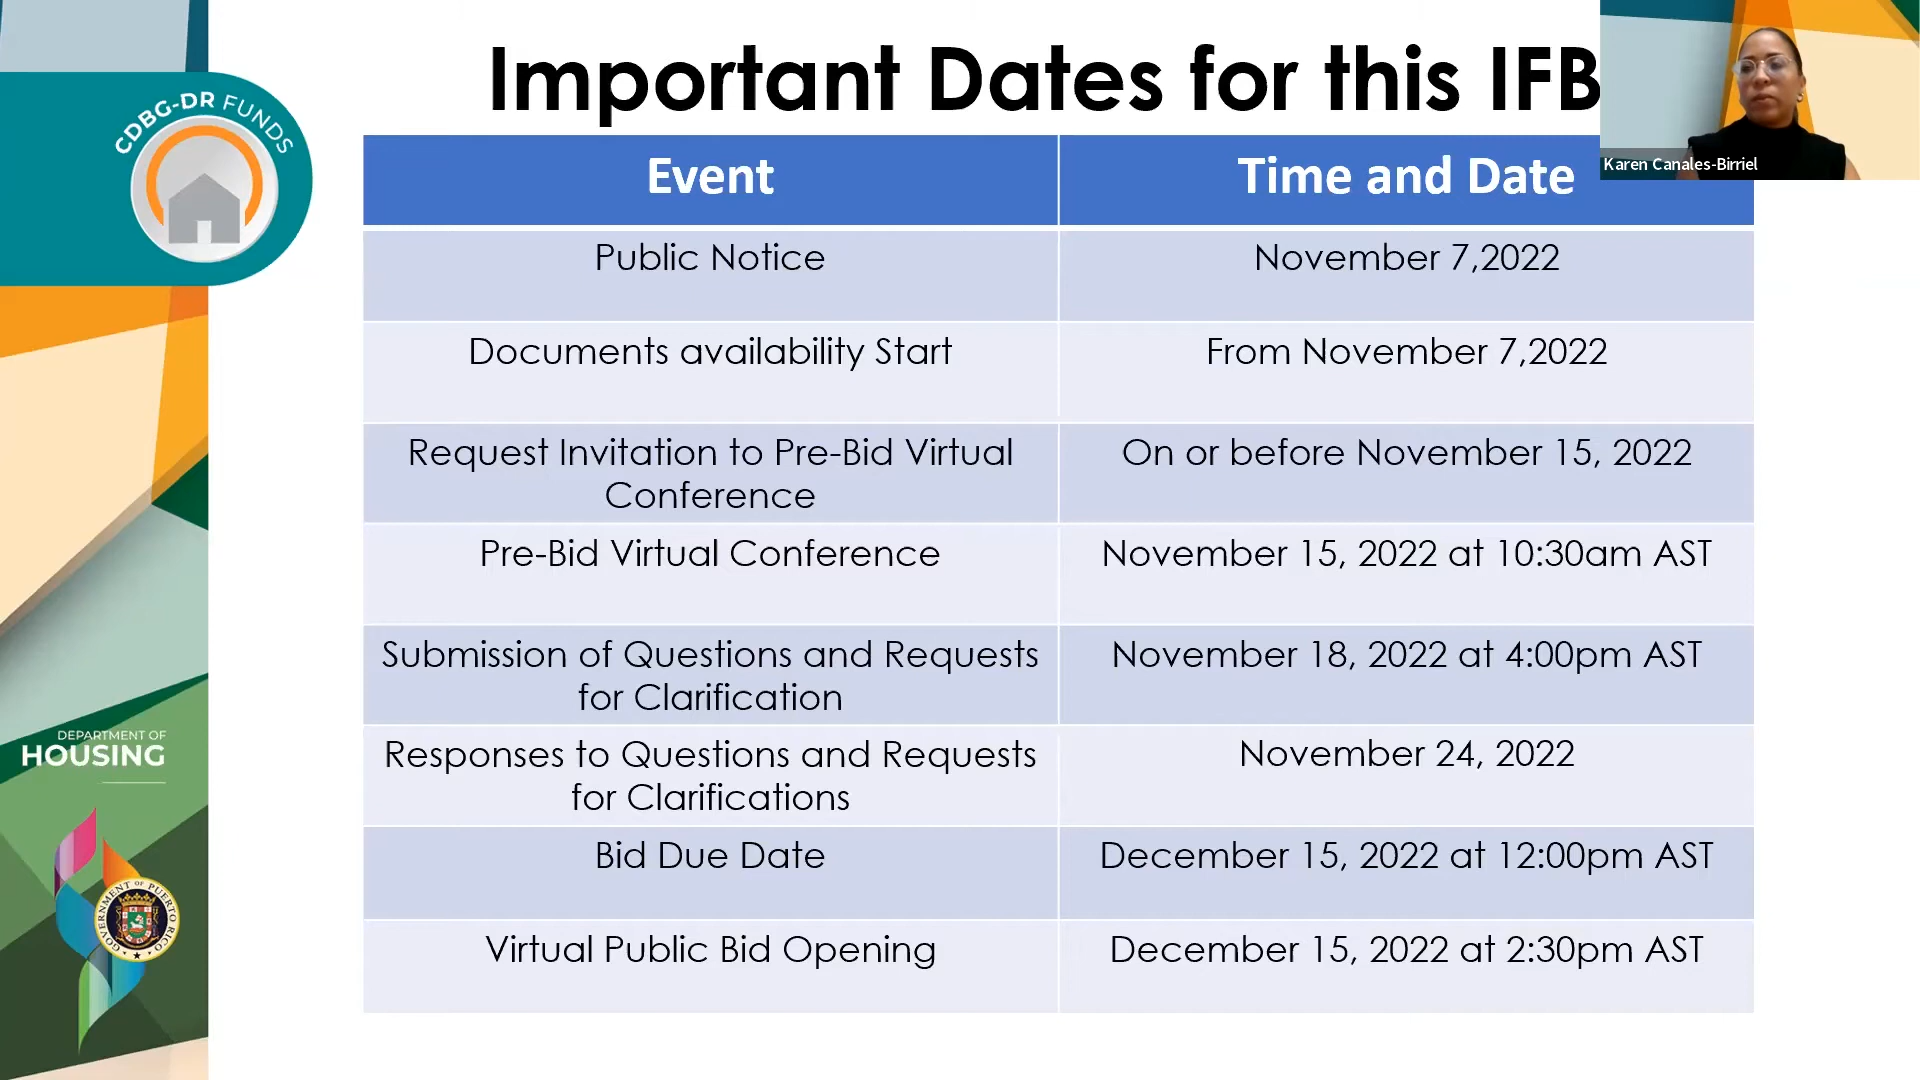 Important Dates for this IFB
Karen Canales-Birriel
CDBG-DR FUNDS
Event
Time and Date
Public Notice
November 7,2022
Documents availability Start
From November 7,2022
Request Invitation to Pre-Bid Virtual
Conference
On or before November 15, 2022
Pre-Bid Virtual Conference
November 15, 2022 at 10:30am AST
Submission of Questions and Requests
for Clarification
November 18, 2022 at 4:00pm AST
Responses to Questions and Requests
for Clarifications
November 24, 2022
Bid Due Date
December 15, 2022 at 12:00pm AST
Virtual Public Bid Opening
December 15, 2022 at 2:30pm AST
DEPARTMENT OF
HOUSING
GOVERNMENT OF PUERTO RICO